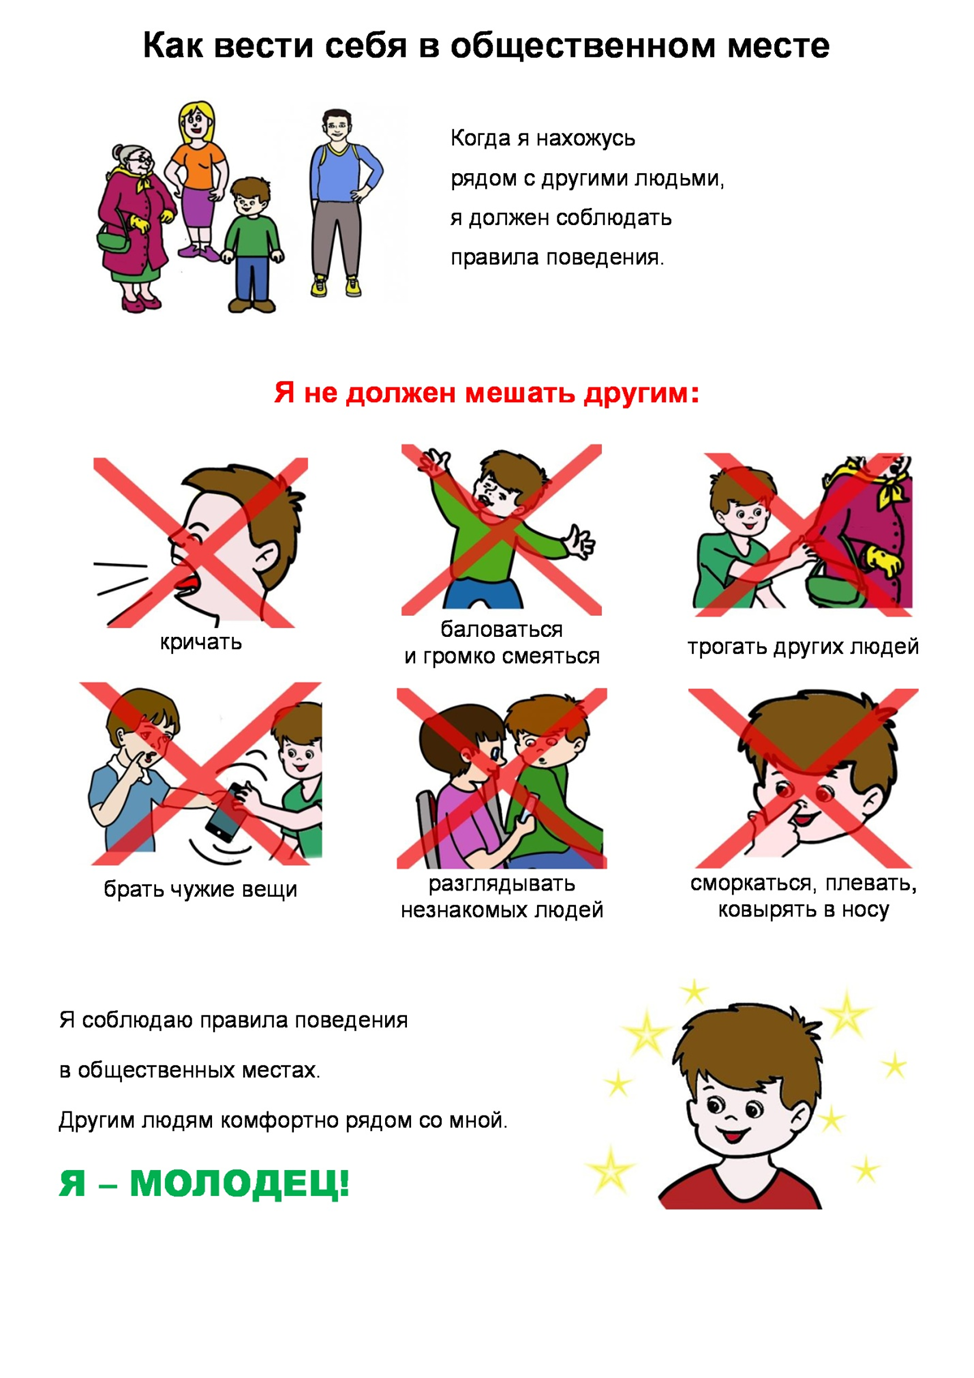 Как вести себя в общественном месте
Когда я нахожусь
рядом с другими людьми,
я должен соблюдать
правила поведения.
Я не должен мешать другим:
кричать
баловаться
и громко смеяться
трогать других людей
брать чужие вещи
разглядывать
незнакомых людей
сморкаться, плевать,
ковырять в носу
Я соблюдаю правила поведения
в общественных местах.
Другим людям комфортно рядом со мной.
Я – МОЛОДЕЦ!